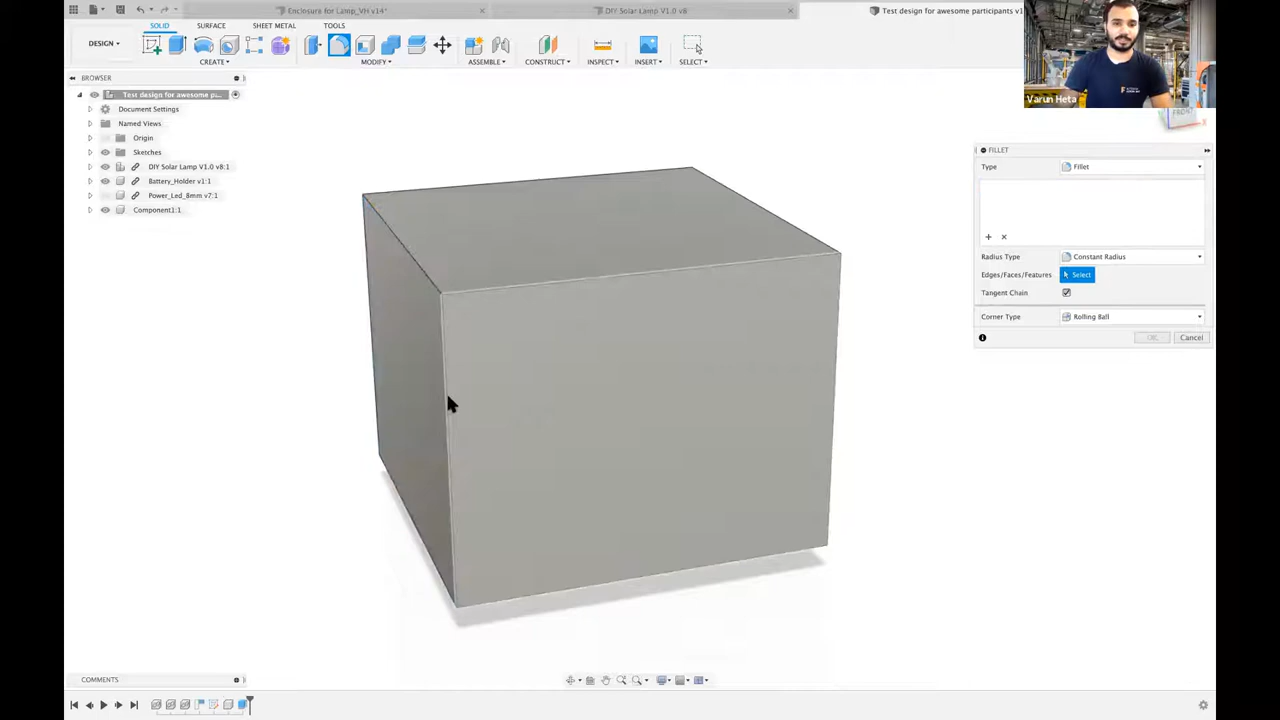 Enclosure for Lamp_VH v14*
DIY Solar Lamp V1.0 v8
Test design for awesome participants v1
SOLID
SURFACE
SHEET METAL
TOOLS
DESIGN
CREATE
MODIFY
ASSEMBLE
CONSTRUCT
INSPECT
INSERT
SELECT
Varun Heta
FRONT
BROWSER
Test design for awesome p...
Document Settings
Named Views
Origin
Sketches
DIY Solar Lamp V1.0 v8:1
Battery_Holder v1:1
Power_Led_8mm v7:1
Component1:1
FILLET
Type
Fillet
Radius Type
Constant Radius
Edges/Faces/Features
Select
Tangent Chain
Corner Type
Rolling Ball
OK
Cancel
COMMENTS